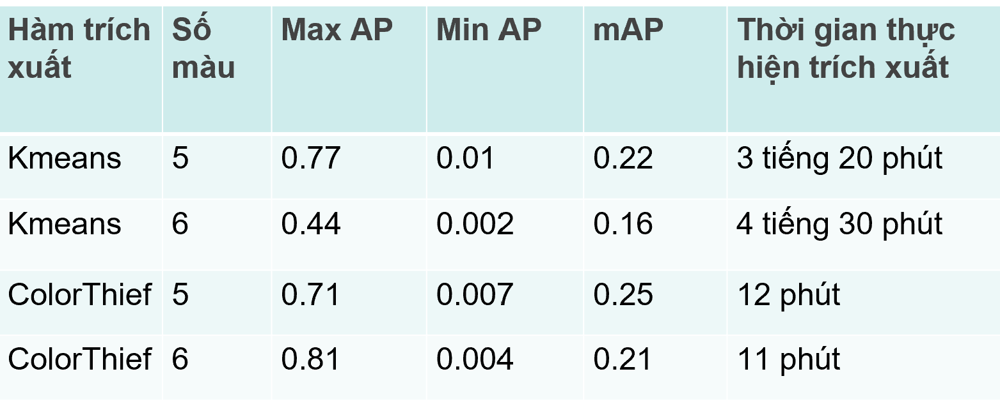 Hàm trích xuất | Số màu | Max AP | Min AP | mAP | Thời gian thực hiện trích xuất
Kmeans | 5 | 0.77 | 0.01 | 0.22 | 3 tiếng 20 phút
Kmeans | 6 | 0.44 | 0.002 | 0.16 | 4 tiếng 30 phút
ColorThief | 5 | 0.71 | 0.007 | 0.25 | 12 phút
ColorThief | 6 | 0.81 | 0.004 | 0.21 | 11 phút